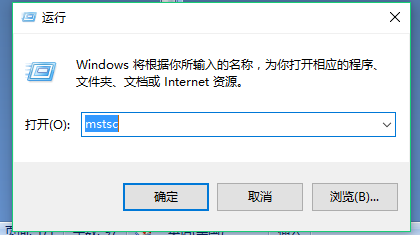 运行
Windows 将根据你所输入的名称，为你打开相应的程序、
文件夹、文档或 Internet 资源。
打开(O): mstsc
确定 取消 浏览(B)...